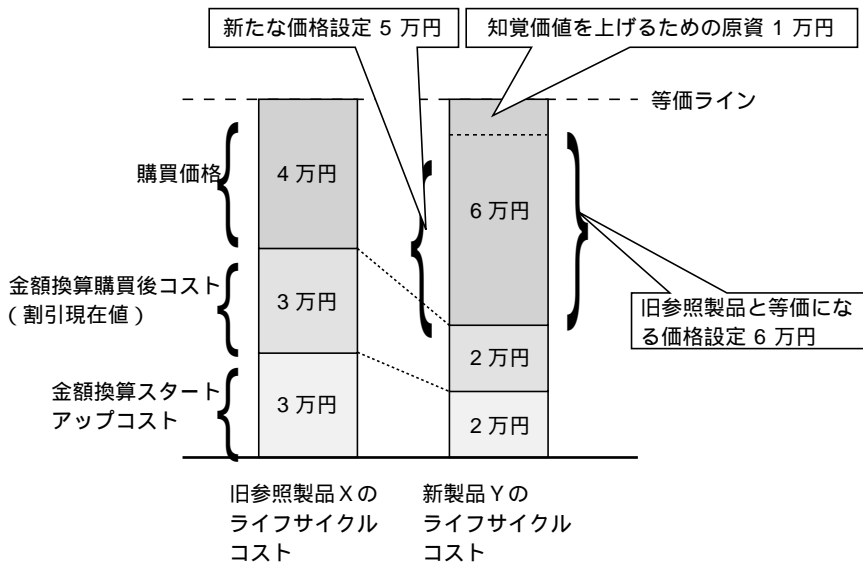 新たな価格設定 5 万円
知覚価値を上げるための原資 1 万円
等価ライン
購買価格
4 万円
6 万円
金額換算購買後コスト
( 割引現在値 )
3 万円
2 万円
旧参照製品と等価にな
る価格設定 6 万円
金額換算スタート
アップコスト
3 万円
2 万円
旧参照製品Xの
ライフサイクル
コスト
新製品Yの
ライフサイクル
コスト